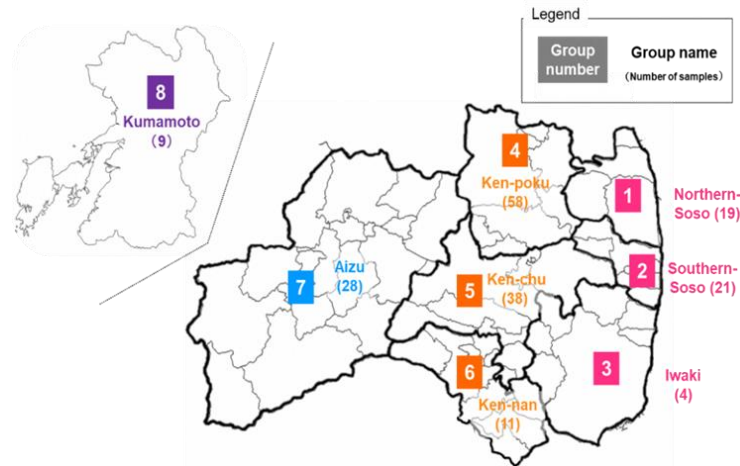 Legend
Group
number
Group name
(Number of samples)
8
Kumamoto
(9)
4
Ken-poku
(58)
1
Northern-
Soso (19)
2
Southern-
Soso (21)
7
Aizu
(28)
5
Ken-chu
(38)
3
Iwaki
(4)
6
Ken-nan
(11)